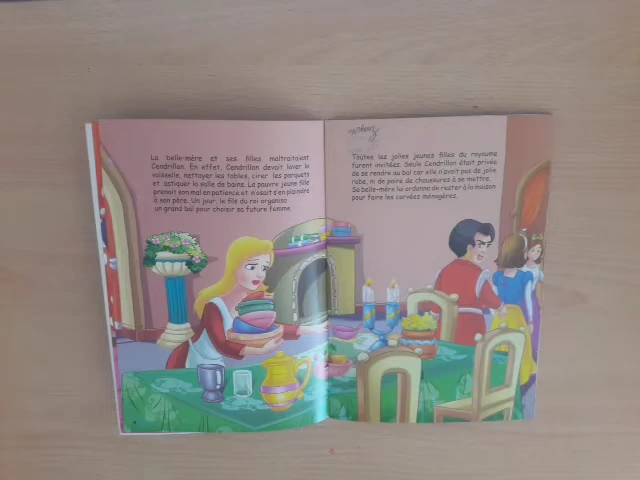 La belle-mère et ses filles maltraitaient
Cendrillon. En effet, Cendrillon devait laver la
vaisselle, nettoyer les tables, cirer les parquets
et astiquer la salle de bains. La pauvre jeune fille
prenait son mal en patience et n'osait s'en plaindre
à son père. Un jour, le fils du roi organisa
un grand bal pour choisir sa future femme.
Toutes les jolies jeunes filles du royaume
furent invitées. Seule Cendrillon était privée
de se rendre au bal car elle n'avait pas de jolie
robe, ni de paire de chaussures à se mettre.
Sa belle-mère lui ordonna de rester à la maison
pour faire les corvées ménagères.